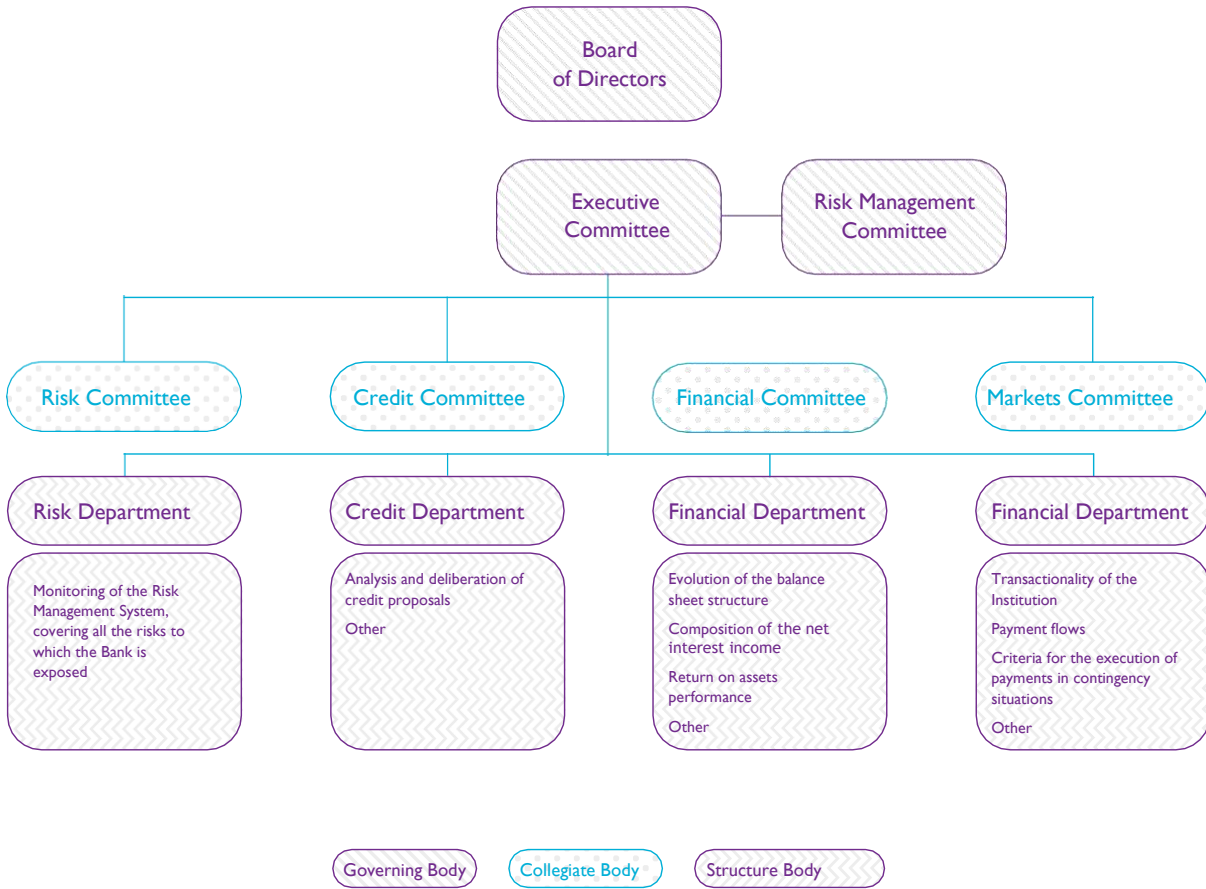 Board
of Directors
Executive
Committee
Risk Management
Committee
Risk Committee
Credit Committee
Financial Committee
Markets Committee
Risk Department
Credit Department
Financial Department
Financial Department
Monitoring of the Risk
Management System,
covering all the risks to
which the Bank is
exposed
Analysis and deliberation of
credit proposals
Other
Evolution of the balance
sheet structure
Composition of the net
interest income
Return on assets
performance
Other
Transactionality of the
Institution
Payment flows
Criteria for the execution of
payments in contingency
situations
Other
Governing Body
Collegiate Body
Structure Body